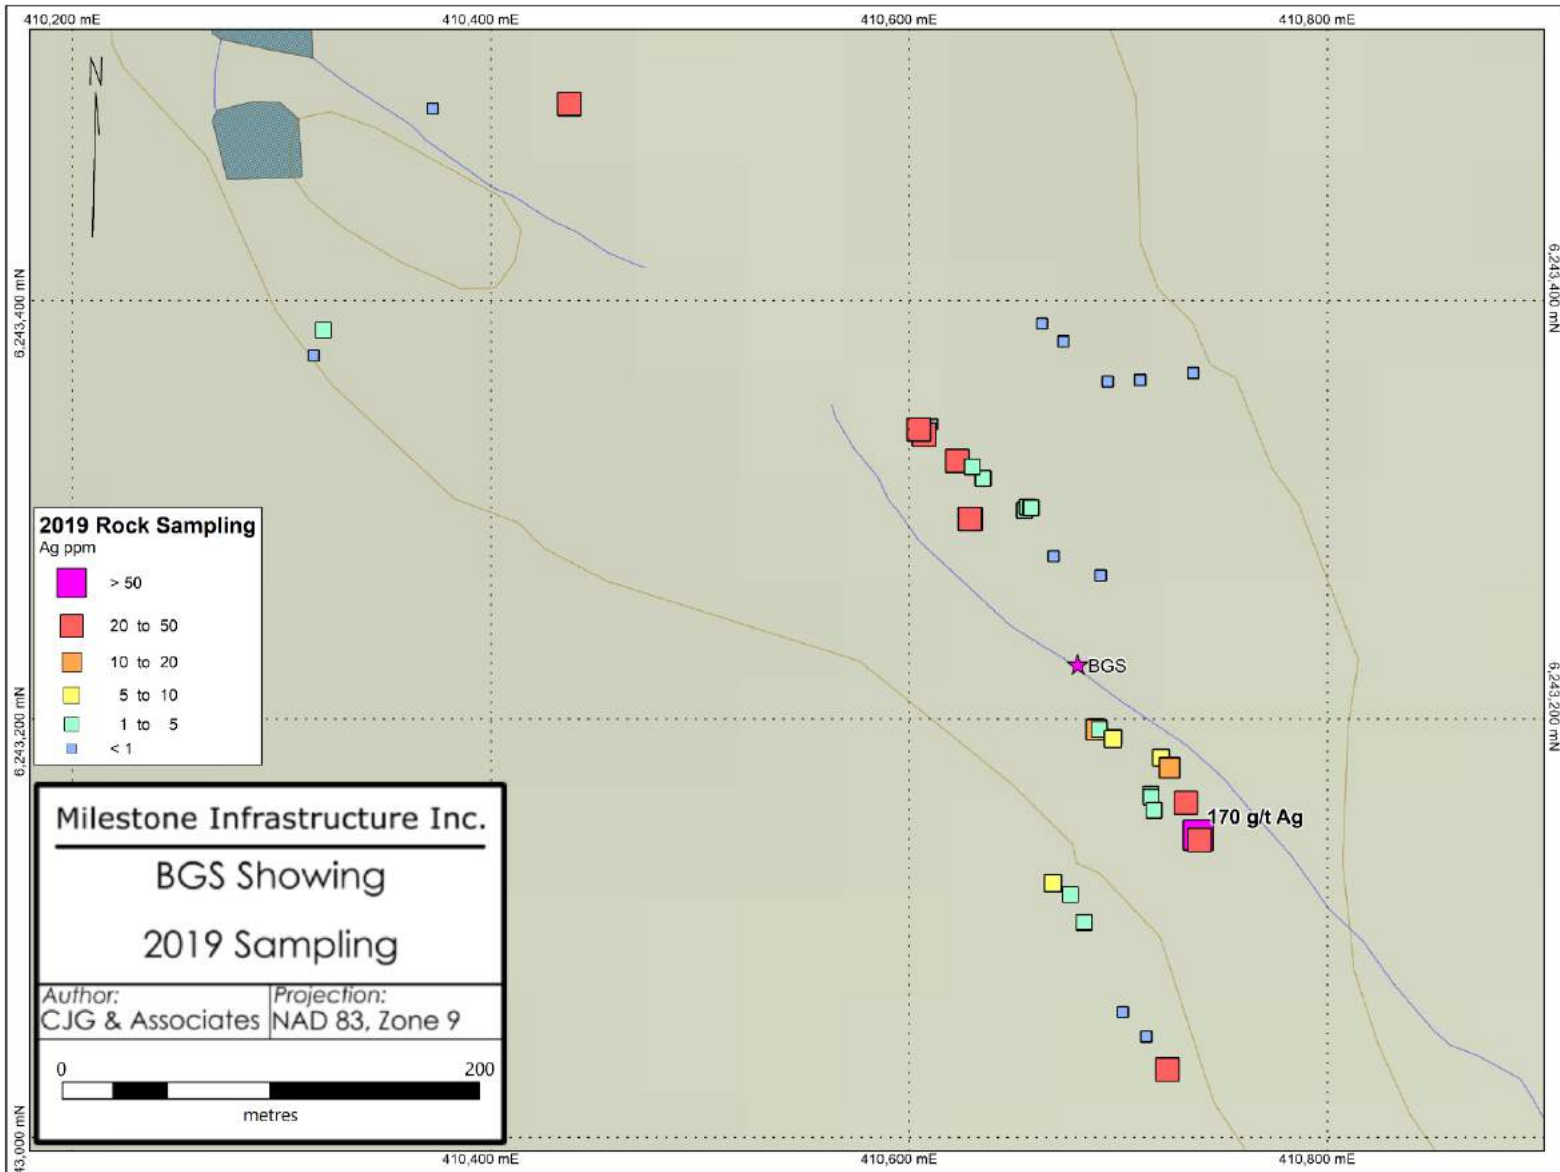 410,200 mE
410,400 mE
410,600 mE
410,800 mE
N
6,243,400 mN
6,243,400 mN
2019 Rock Sampling
Ag ppm
> 50
20 to 50
10 to 20
5 to 10
1 to 5
< 1
BGS
6,243,200 mN
6,243,200 mN
170 g/t Ag
Milestone Infrastructure Inc.
BGS Showing
2019 Sampling
Author:
CJG & Associates
Projection:
NAD 83, Zone 9
0
200
metres
43,000 mN
410,400 mE
410,600 mE
410,800 mE